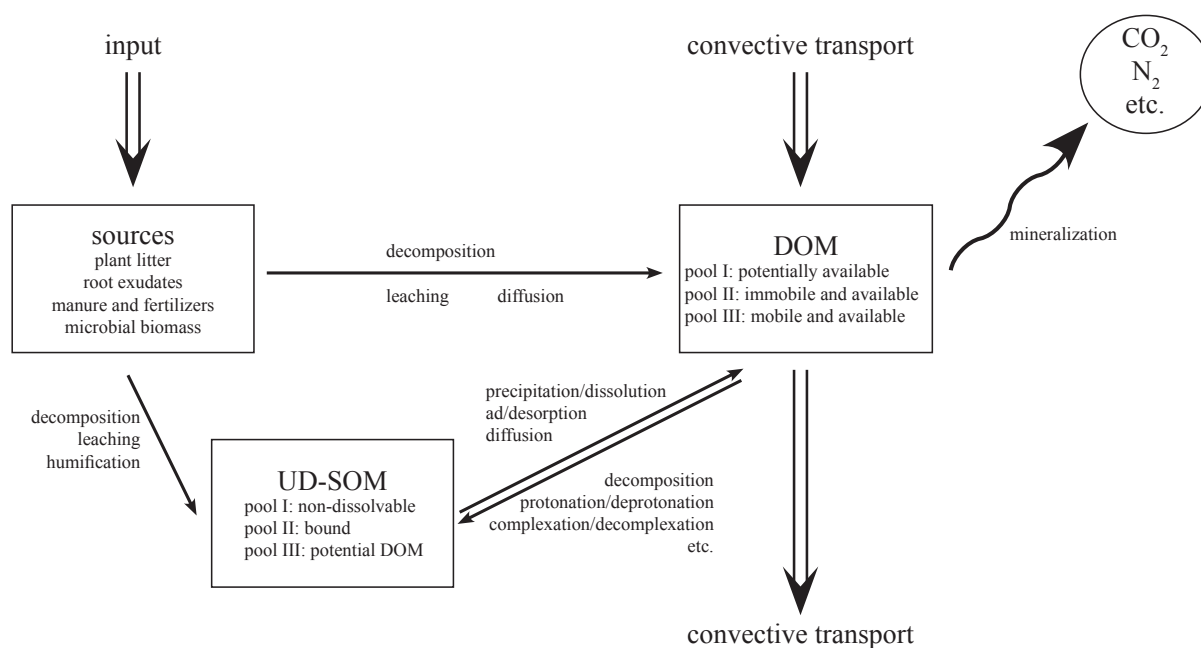 input
convective transport
CO₂
N₂
etc.
sources
plant litter
root exudates
manure and fertilizers
microbial biomass
decomposition
leaching diffusion
DOM
pool I: potentially available
pool II: immobile and available
pool III: mobile and available
mineralization
decomposition
leaching
humification
UD-SOM
pool I: non-dissolvable
pool II: bound
pool III: potential DOM
precipitation/dissolution
ad/desorption
diffusion
decomposition
protonation/deprotonation
complexation/decomplexation
etc.
convective transport